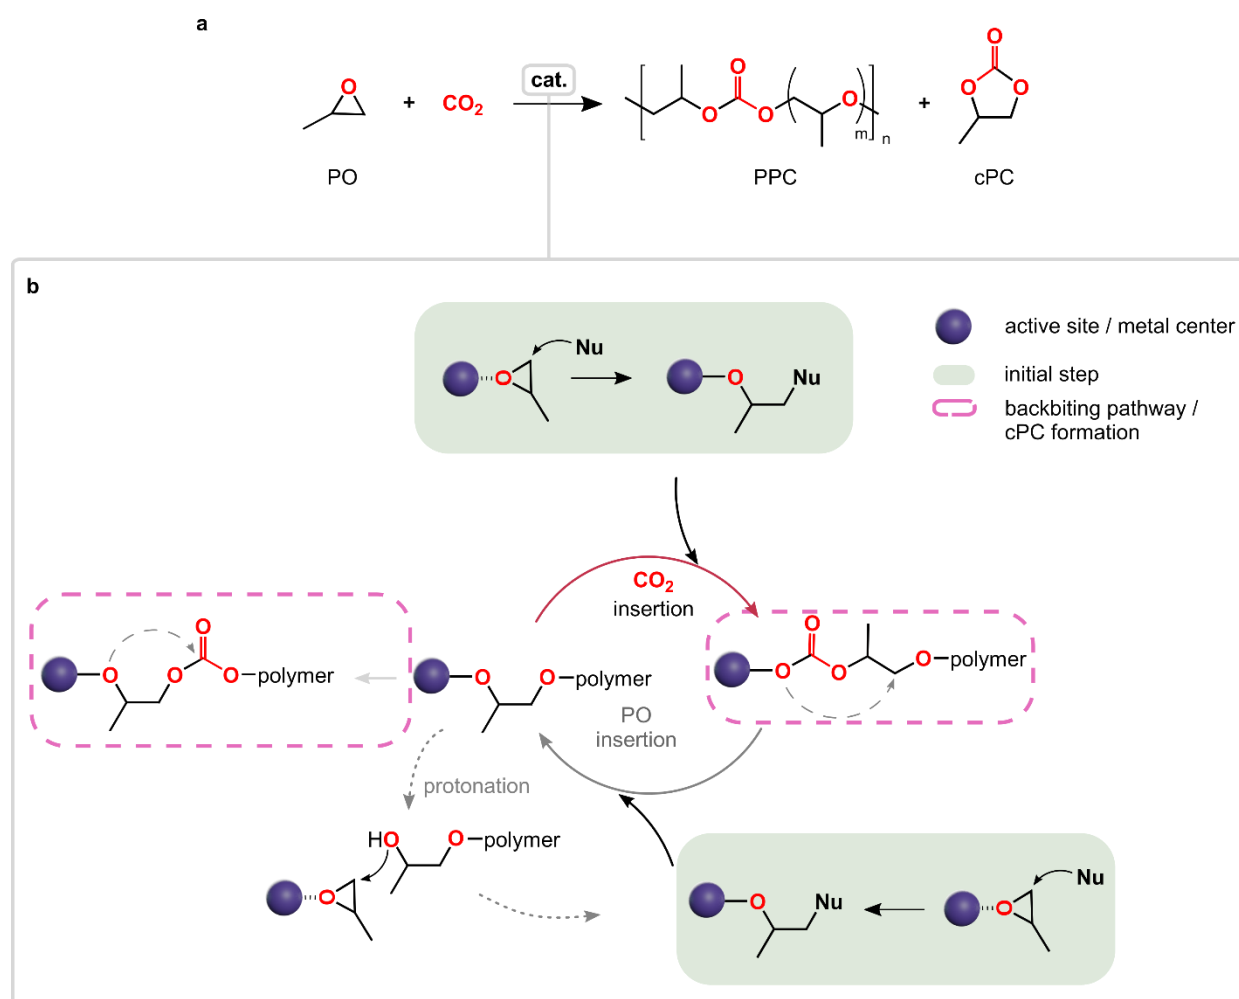 a
cat.
O
+
CO2
O
O
O
O
m
n
+
O
O
O
PO
PPC
cPC
b
active site / metal center
initial step
backbiting pathway /
cPC formation
O
Nu
O
Nu
CO2
insertion
O
O
O
O
polymer
O
O
polymer
O
O
O
O
polymer
PO
insertion
protonation
HO
O
polymer
O
O
Nu
O
Nu